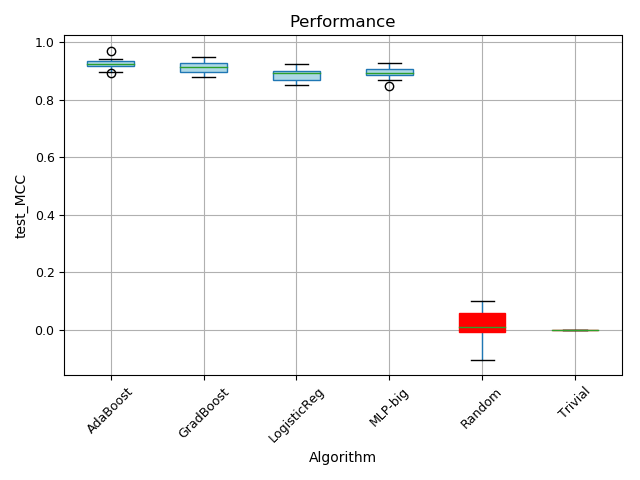 Performance
test_MCC
1.0
0.8
0.6
0.4
0.2
0.0
AdaBoost
GradBoost
LogisticReg
MLP-big
Random
Trivial
Algorithm